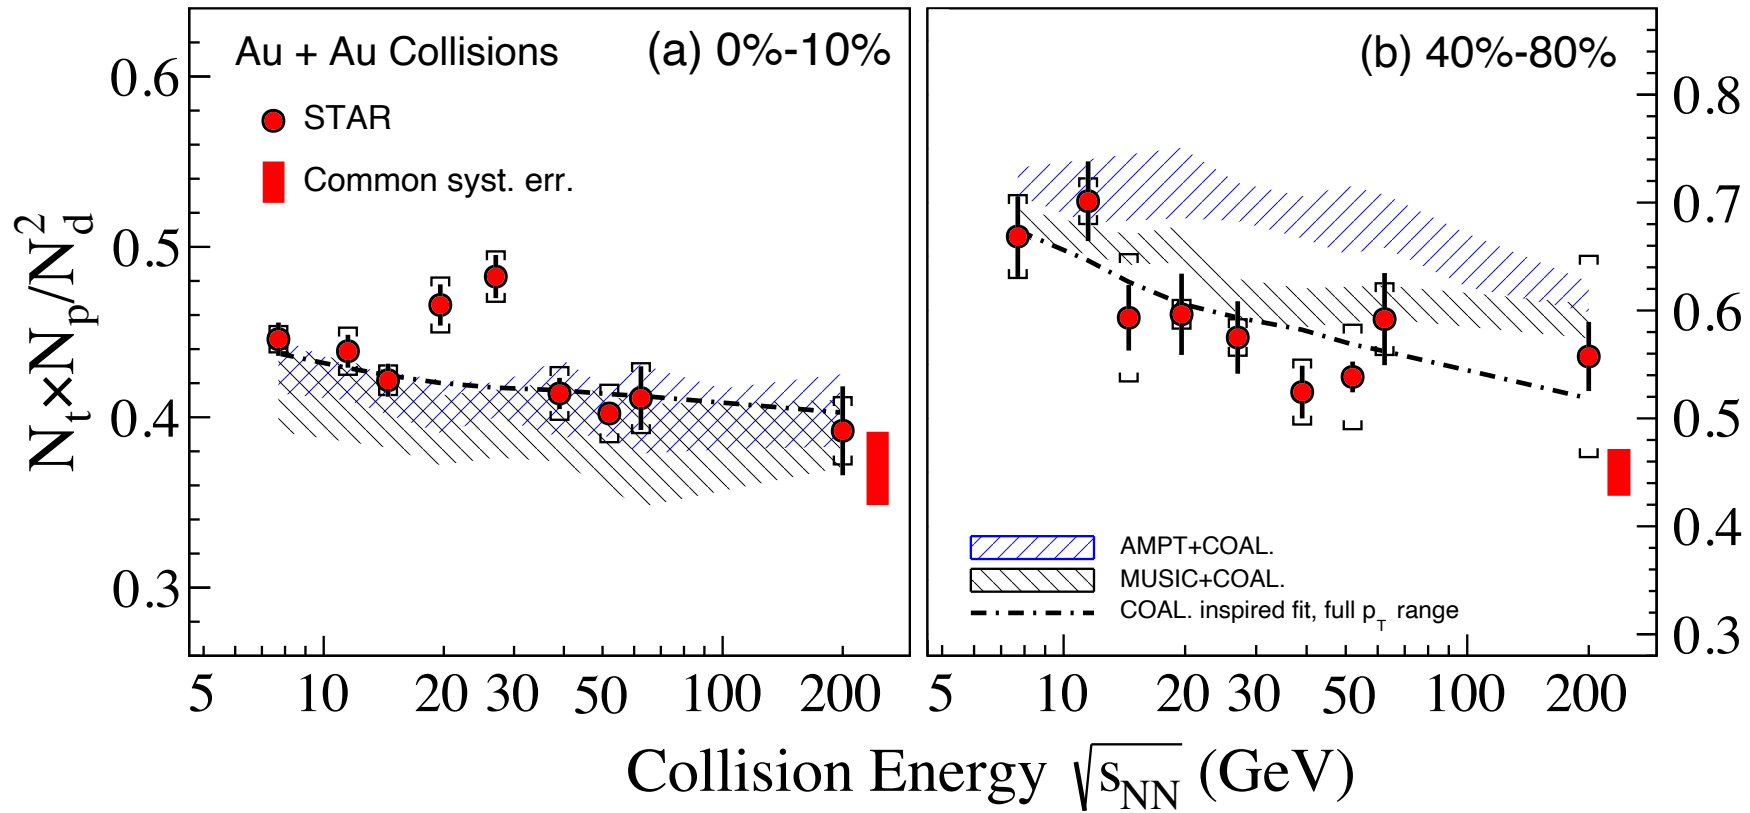 Au + Au Collisions
(a) 0%-10%
STAR
Common syst. err.
0.6
0.5
0.4
0.3
N_t×N_p/N_d^2
5 10 20 30 50 100 200
(b) 40%-80%
0.8
0.7
0.6
0.5
0.4
0.3
AMPT+COAL.
MUSIC+COAL.
COAL. inspired fit, full p_T range
5 10 20 30 50 100 200
Collision Energy √s_NN (GeV)